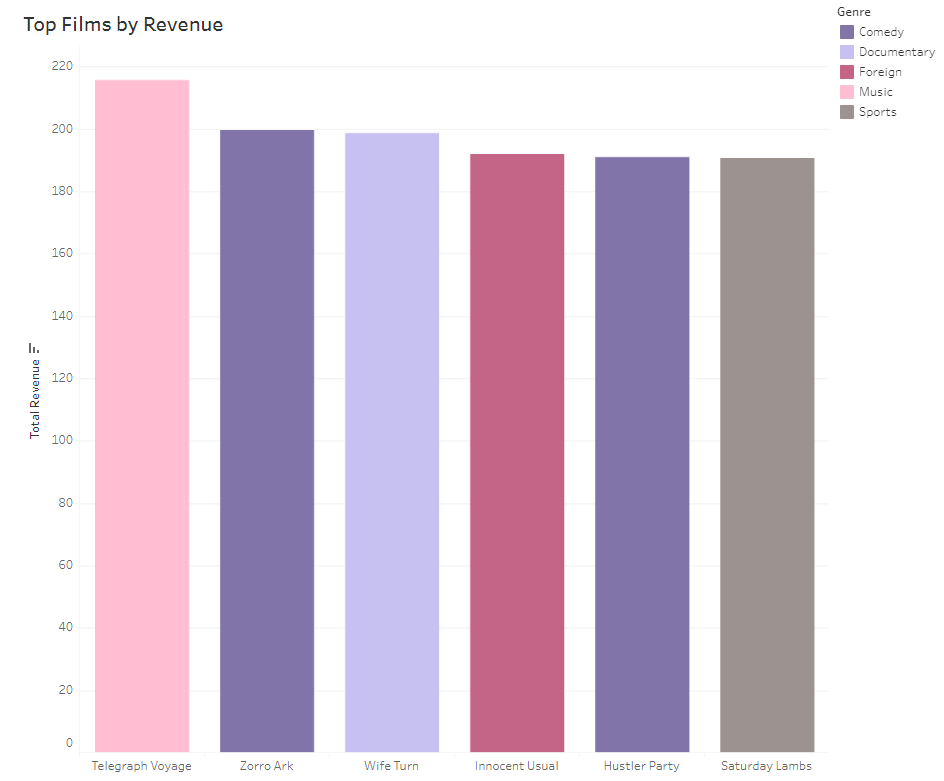 Top Films by Revenue
Genre
Comedy
Documentary
Foreign
Music
Sports
Total Revenue
220
200
180
160
140
120
100
80
60
40
20
0
Telegraph Voyage
Zorro Ark
Wife Turn
Innocent Usual
Hustler Party
Saturday Lambs